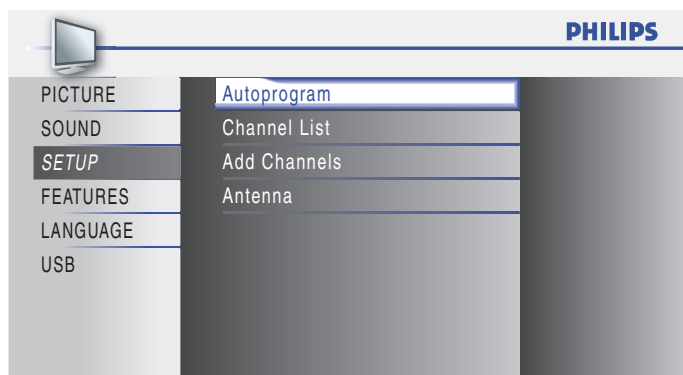 PHILIPS
PICTURE
SOUND
SETUP
FEATURES
LANGUAGE
USB
Autoprogram
Channel List
Add Channels
Antenna